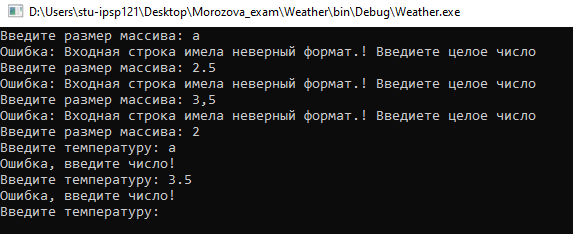 D:\Users\stu-ipsp121\Desktop\Morozova_exam\Weather\bin\Debug\Weather.exe
Введите размер массива: a
Ошибка: Входная строка имела неверный формат.! Введиете целое число
Введите размер массива: 2.5
Ошибка: Входная строка имела неверный формат.! Введиете целое число
Введите размер массива: 3,5
Ошибка: Входная строка имела неверный формат.! Введиете целое число
Введите размер массива: 2
Введите температуру: a
Ошибка, введите число!
Введите температуру: 3.5
Ошибка, введите число!
Введите температуру: